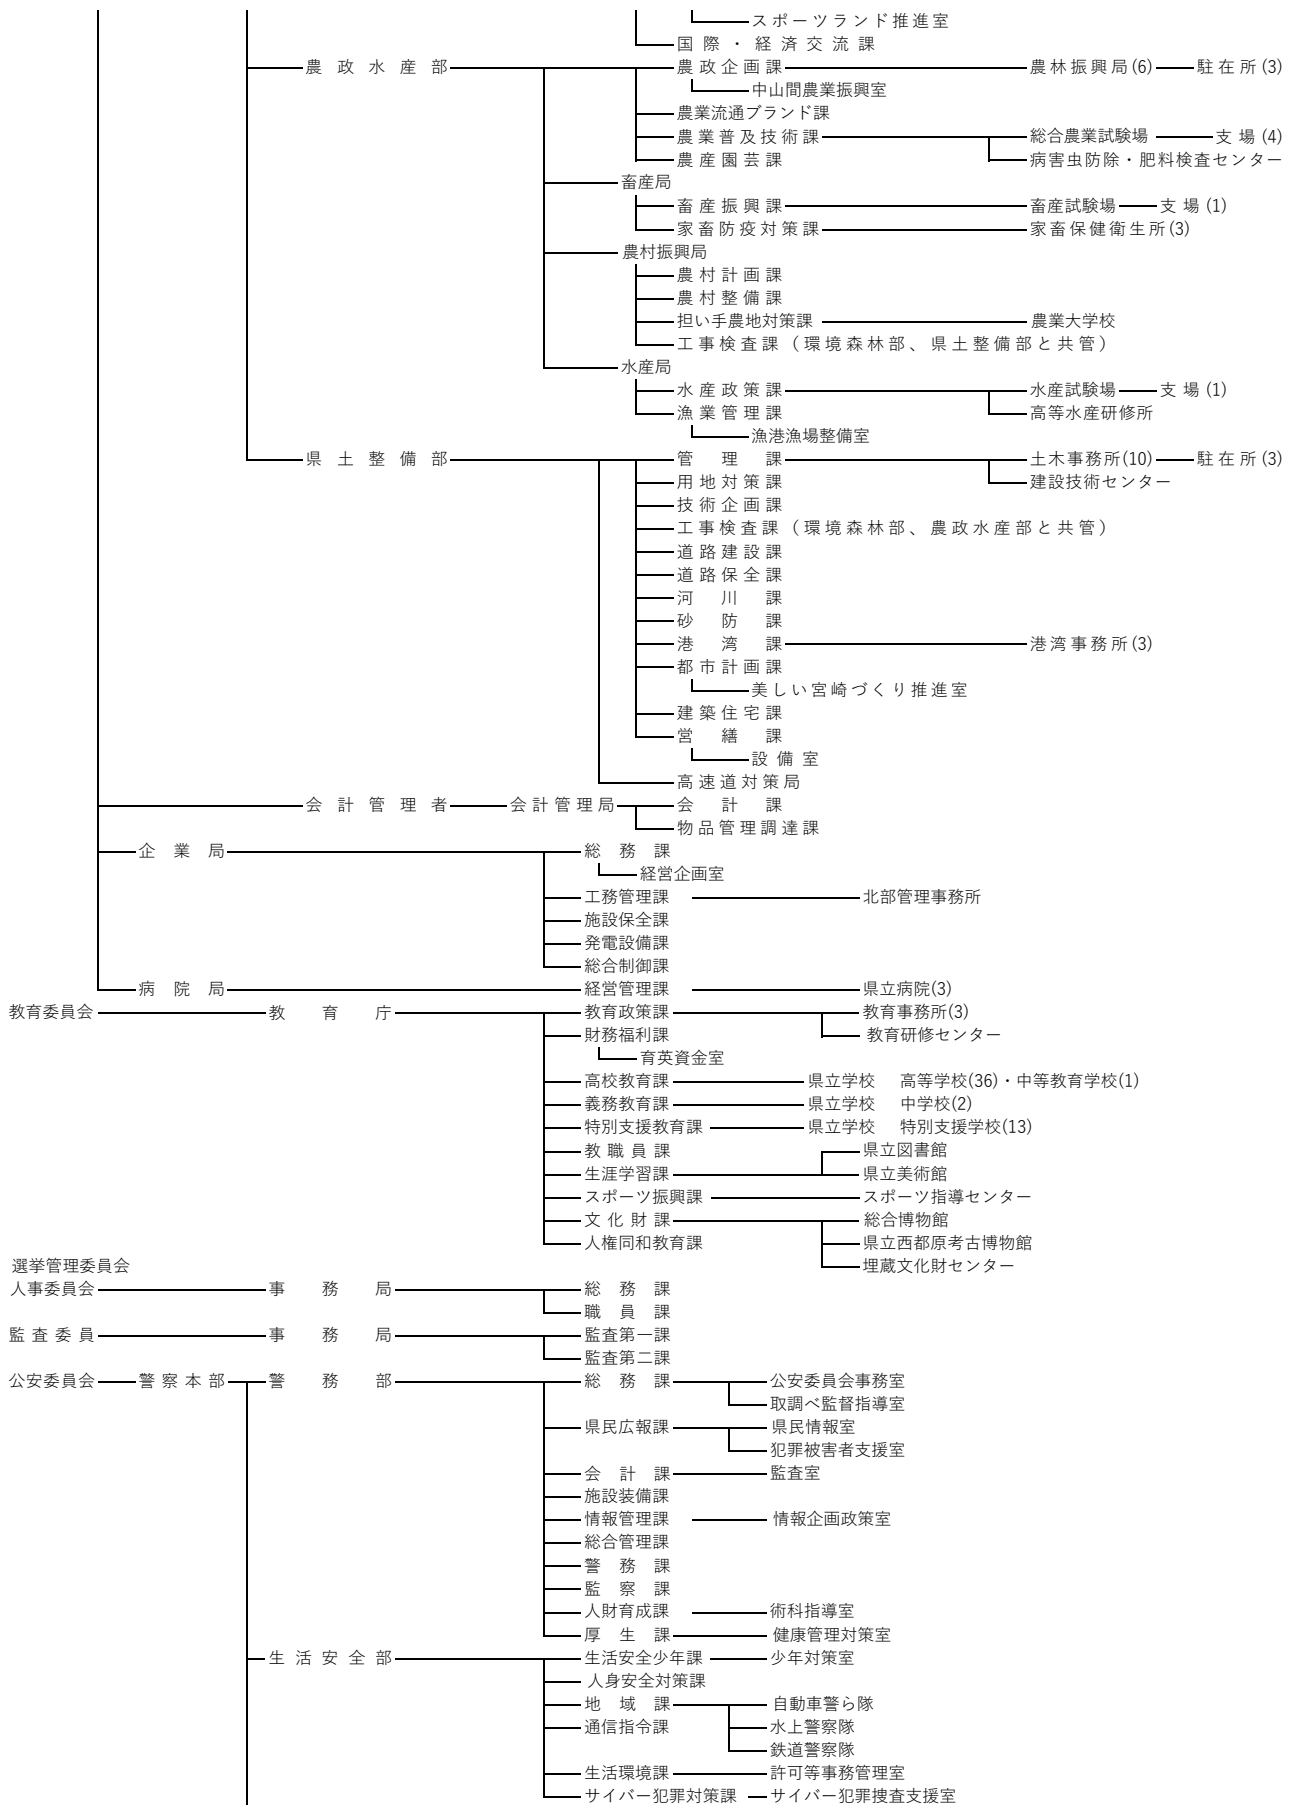 スポーツランド推進室
国際・経済交流課
農政水産部 農政企画課 農林振興局(6) 駐在所(3)
中山間農業振興室
農業流通ブランド課
農業普及技術課 総合農業試験場 支場(4)
農産園芸課 病害虫防除・肥料検査センター
畜産局
畜産振興課 畜産試験場 支場(1)
家畜防疫対策課 家畜保健衛生所(3)
農村振興局
農村計画課
農村整備課
担い手農地対策課 農業大学校
工事検査課（環境森林部、県土整備部と共管）
水産局
水産政策課 水産試験場 支場(1)
漁業管理課 高等水産研修所
漁港漁場整備室
県土整備部 管理課 土木事務所(10) 駐在所(3)
用地対策課 建設技術センター
技術企画課
工事検査課（環境森林部、農政水産部と共管）
道路建設課
道路保全課
河川課
砂防課
港湾課 港湾事務所(3)
都市計画課
美しい宮崎づくり推進室
建築住宅課
営繕課
設備室
高速道対策局
会計管理者 会計管理局 会計課
物品管理調達課
企業局 総務課
経営企画室
工務管理課 北部管理事務所
施設保全課
発電設備課
総合制御課
病院局 経営管理課 県立病院(3)
教育委員会 教育庁 教育政策課 教育事務所(3)
財務福利課 教育研修センター
育英資金室
高校教育課 県立学校 高等学校(36)・中等教育学校(1)
義務教育課 県立学校 中学校(2)
特別支援教育課 県立学校 特別支援学校(13)
教職員課 県立図書館
生涯学習課 県立美術館
スポーツ振興課 スポーツ指導センター
文化財課 総合博物館
人権同和教育課 県立西都原考古博物館
選挙管理委員会 埋蔵文化財センター
人事委員会 事務局 総務課
職員課
監査委員 事務局 監査第一課
監査第二課
公安委員会 警察本部 警務部 総務課 公安委員会事務室
取調べ監督指導室
県民広報課 県民情報室
犯罪被害者支援室
会計課 監査室
施設装備課
情報管理課 情報企画政策室
総合管理課
警務課
監察課
人財育成課 術科指導室
厚生課 健康管理対策室
生活安全部 生活安全少年課 少年対策室
人身安全対策課
地域課 自動車警ら隊
通信指令課 水上警察隊
鉄道警察隊
生活環境課 許可等事務管理室
サイバー犯罪対策課 サイバー犯罪捜査支援室